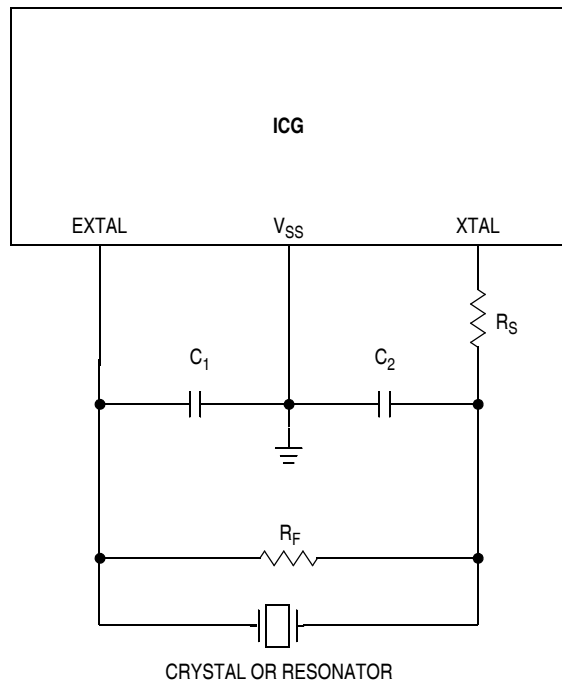 ICG
EXTAL V_SS XTAL
R_S
C_1 C_2
R_F
CRYSTAL OR RESONATOR